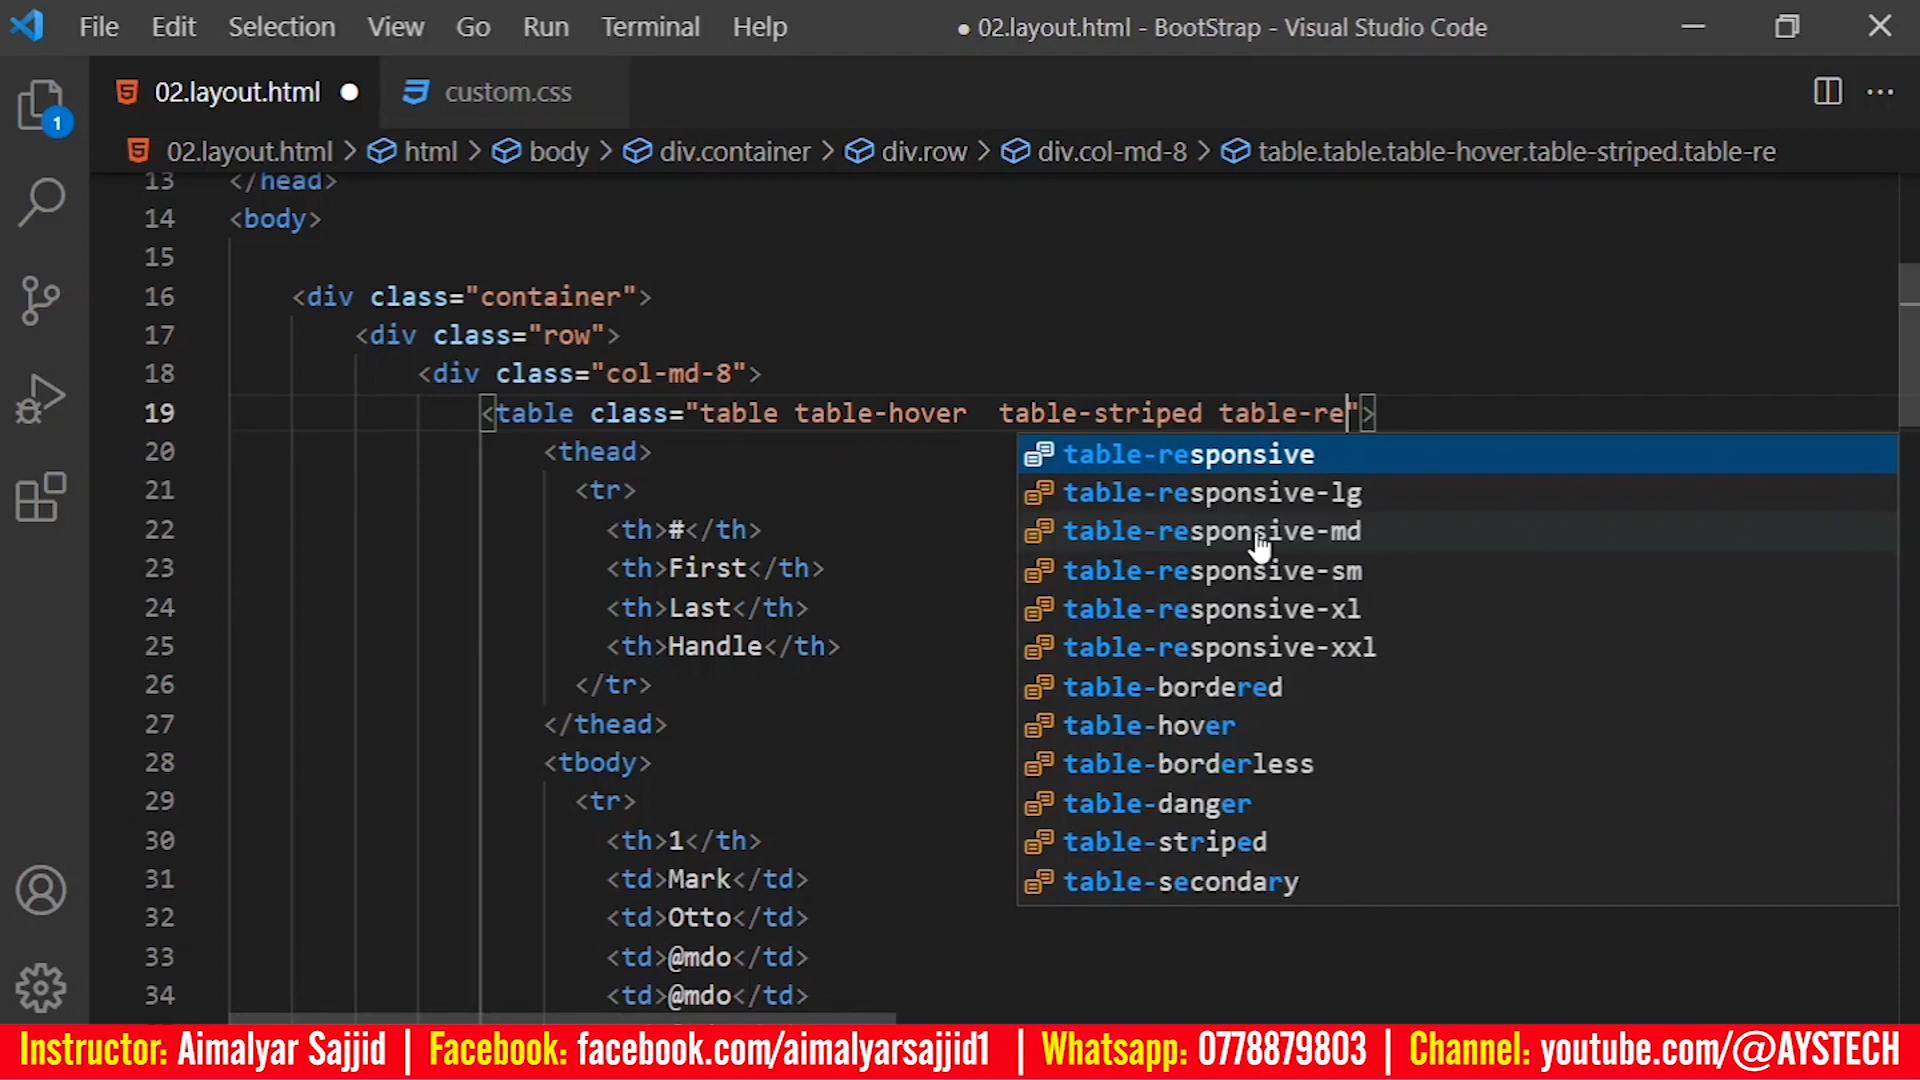 File Edit Selection View Go Run Terminal Help ● 02.layout.html - BootStrap - Visual Studio Code
02.layout.html custom.css
02.layout.html > html > body > div.container > div.row > div.col-md-8 > table.table.table-hover.table-striped.table-re
1
13 </head>
14 <body>
15
16 <div class="container">
17 <div class="row">
18 <div class="col-md-8">
19 <table class="table table-hover  table-striped table-re">
20 <thead>
table-responsive
21 <tr>
table-responsive-lg
22 <th>#</th>
table-responsive-md
23 <th>First</th>
table-responsive-sm
24 <th>Last</th>
table-responsive-xl
25 <th>Handle</th>
table-responsive-xxl
26 </tr>
table-bordered
27 </thead>
table-hover
28 <tbody>
table-borderless
29 <tr>
table-danger
30 <th>1</th>
table-striped
31 <td>Mark</td>
table-secondary
32 <td>Otto</td>
33 <td>@mdo</td>
34 <td>@mdo</td>
Instructor: Aimalyar Sajjid | Facebook: facebook.com/aimalyarsajjid1 | Whatsapp: 0778879803 | Channel: youtube.com/@AYSTECH